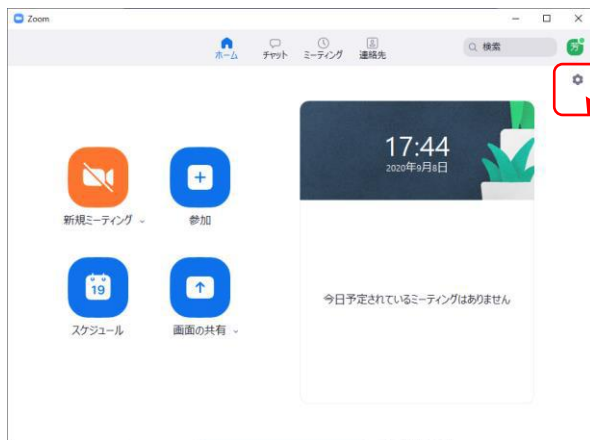 Zoom
ホーム
チャット
ミーティング
連絡先
検索
芳
17:44
2020年9月8日
新規ミーティング
参加
19
スケジュール
画面の共有
今日予定されているミーティングはありません